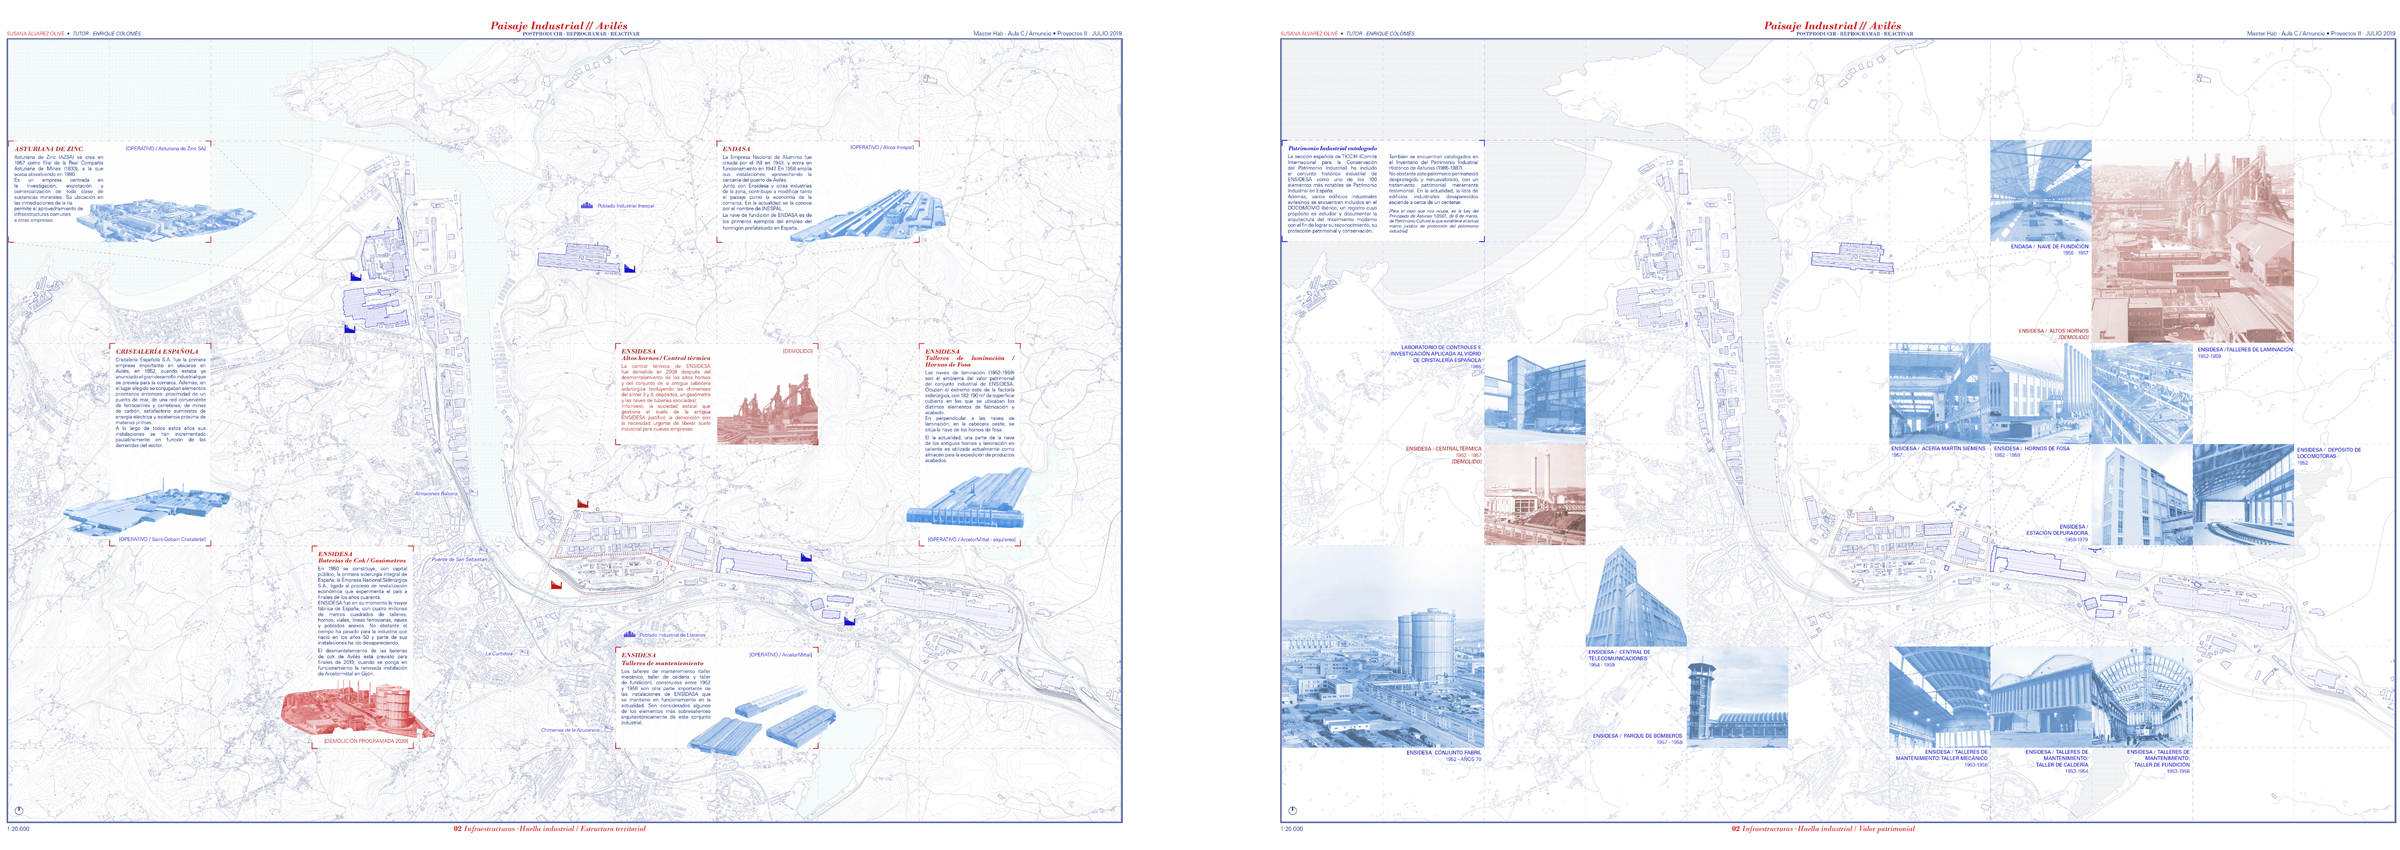 Paisaje Industrial // Avilés
POSTPRODUCIR · REPROGRAMAR · REACTIVAR
SUSANA ÁLVAREZ OLIVE • TUTOR · ENRIQUE COLOMÉS
Master Hab · Aula C / Arnuncio • Proyectos II · JULIO 2019
ASTURIANA DE ZINC
[OPERATIVO / Asturiana de Zinc SA]
Asturiana de Zinc (AZSA) se crea en
1957 como filial de la Real Compañía
Asturiana de Minas (1833), a la que
acaba absorbiendo en 1980.
Es un empresa centrada en
la investigación, explotación y
comercialización de toda clase de
sustancias minerales. Su ubicación en
las inmediaciones de la ría
permite el aprovechamiento de
infraestructuras comunes
a otras empresas.
ENDASA
[OPERATIVO / Alcoa Inespal]
La Empresa Nacional de Aluminio fue
creada por el INI en 1943, y entra en
funcionamiento en 1947. En 1958 amplía
sus instalaciones, aprovechando la
cercanía del puerto de Avilés.
Junto con Ensidesa y otras industrias
de la zona, contribuye a modificar tanto
el paisaje como la economía de la
comarca. En la actualidad se la conoce
por el nombre de INESPAL.
La nave de fundición de ENDASA es de
los primeros ejemplos del empleo del
hormigón prefabricado en España.
Poblado Industrial Inespal
CRISTALERÍA ESPAÑOLA
Cristalería Española S.A. fue la primera
empresa importante en ubicarse en
Avilés, en 1952, cuando estaba ya
anunciado el gran desarrollo industrial que
se preveía para la comarca. Además, en
el lugar elegido se conjugaban elementos
prioritarios entonces: proximidad de un
puerto de mar, de una red conveniente
de ferrocarriles y carreteras, de minas
de carbón, satisfactorio suministro de
energía eléctrica y existencia próxima de
materias primas.
A lo largo de todos estos años sus
instalaciones se han incrementado
paulatinamente en función de las
demandas del sector.
[OPERATIVO / Saint-Gobain Cristalería]
ENSIDESA
[DEMOLIDO]
Altos hornos / Central térmica
La central térmica de ENSIDESA
fue demolida en 2008 después del
desmantelamiento de los altos hornos
y del conjunto de la antigua cabecera
siderúrgica (incluyendo las chimeneas
del sínter 3 y 4, depósitos, un gasómetro
y las naves de tuberías asociadas).
Infoinvest, la sociedad estatal que
gestiona el suelo de la antigua
ENSIDESA justificó la demolición con
la necesidad urgente de liberar suelo
industrial para nuevas empresas.
ENSIDESA
Talleres de laminación /
Hornos de Fosa
Las naves de laminación (1952-1959)
son el emblema del valor patrimonial
del conjunto industrial de ENSIDESA.
Ocupan el extremo este de la factoría
siderúrgica, con 162.190 m² de superficie
cubierta en los que se ubicaban los
distintos elementos de fabricación y
acabado.
En perpendicular a las naves de
laminación, en la cabecera oeste, se
sitúa la nave de los hornos de fosa.
El la actualidad, una parte de la nave
de los antiguos hornos y laminación en
caliente es utilizada actualmente como
almacén para la expedición de productos
acabados.
[OPERATIVO / ArcelorMittal - alquileres]
Almacenes Balsera
Puente de San Sebastian
La Curtidora
Chimenea de la Azucarera
Poblado Industrial de Llaranes
ENSIDESA
Baterías de Cok / Gasómetros
En 1950 se constituye, con capital
público, la primera siderurgia integral de
España: la Empresa Nacional Siderúrgica
S.A., ligada al proceso de revitalización
económica que experimenta el país a
finales de los años cuarenta.
ENSIDESA fue en su momento la mayor
fábrica de España, con cuatro millones
de metros cuadrados de talleres,
hornos, viales, líneas ferroviarias, naves
y poblados anexos. No obstante el
tiempo ha pasado para la industria que
nació en los años 50 y parte de sus
instalaciones ha ido desapareciendo.
El desmantelamiento de las baterías
de cok de Avilés está previsto para
finales de 2019, cuando se ponga en
funcionamiento la renovada instalación
de Arcelormittal en Gijón.
[DEMOLICIÓN PROGRAMADA 2020]
ENSIDESA
[OPERATIVO / ArcelorMittal]
Talleres de mantenimiento
Los talleres de mantenimiento (taller
mecánico, taller de calderia y taller
de fundición), construidos entre 1952
y 1958 son otra parte importante de
las instalaciones de ENSIDASA que
se mantiene en funcionamiento en la
actualidad. Son considerados algunos
de los elementos más sobresalientes
arquitectónicamente de este conjunto
industrial.
1:20.000
02 Infraestructuras · Huella industrial / Estructura territorial
Paisaje Industrial // Avilés
POSTPRODUCIR · REPROGRAMAR · REACTIVAR
SUSANA ÁLVAREZ OLIVE • TUTOR · ENRIQUE COLOMÉS
Master Hab · Aula C / Arnuncio • Proyectos II · JULIO 2019
Patrimonio Industrial catalogado
La sección española de TICCIH (Comité
Internacional para la Conservación
del Patrimonio Industrial) ha incluido
el conjunto histórico industrial de
ENSIDESA como uno de los 100
elementos más notables de Patrimonio
Industrial en España.
Además, varios edificios industriales
avilesinos se encuentran incluidos en el
DOCOMOMO Ibérico, un registro cuyo
propósito es estudiar y documentar la
arquitectura del movimiento moderno
con el fin de lograr su reconocimiento, su
protección patrimonial y conservación.
También se encuentran catalogados en
el Inventario del Patrimonio Industrial
Histórico de Asturias (1985-1987).
No obstante este patrimonio permaneció
desprotegido y minusvalorado, con un
tratamiento patrimonial meramente
testimonial. En la actualidad, la lista de
edificios industriales desaparecidos
asciende a cerca de un centenar.
[Para el caso que nos ocupa, es la Ley del
Principado de Asturias 1/2001, de 6 de marzo,
de Patrimonio Cultural la que establece el actual
marco jurídico de protección del patrimonio
industrial]
ENDASA / NAVE DE FUNDICIÓN
1956 - 1957
ENSIDESA / ALTOS HORNOS
[DEMOLIDO]
LABORATORIO DE CONTROLES E
INVESTIGACIÓN APLICADA AL VIDRIO
DE CRISTALERÍA ESPAÑOLA
1965
ENSIDESA / TALLERES DE LAMINACIÓN
1952-1959
ENSIDESA - CENTRAL TÉRMICA
1952 - 1957
[DEMOLIDO]
ENSIDESA / ACERÍA MARTIN SIEMENS
1957
ENSIDESA / HORNOS DE FOSA
1952 - 1959
ENSIDESA / DEPÓSITO DE
LOCOMOTORAS
1952
ENSIDESA /
ESTACIÓN DEPURADORA
1969-1979
ENSIDESA / CENTRAL DE
TELECOMUNICACIONES
1954 - 1959
ENSIDESA / PARQUE DE BOMBEROS
1957 - 1958
ENSIDESA CONJUNTO FABRIL
1952 - AÑOS 70
ENSIDESA / TALLERES DE
MANTENIMIENTO: TALLER MECÁNICO
1953-1956
ENSIDESA / TALLERES DE
MANTENIMIENTO:
TALLER DE CALDERÍA
1953-1954
ENSIDESA / TALLERES DE
MANTENIMIENTO:
TALLER DE FUNDICIÓN
1953-1956
1:20.000
02 Infraestructuras · Huella industrial / Valor patrimonial